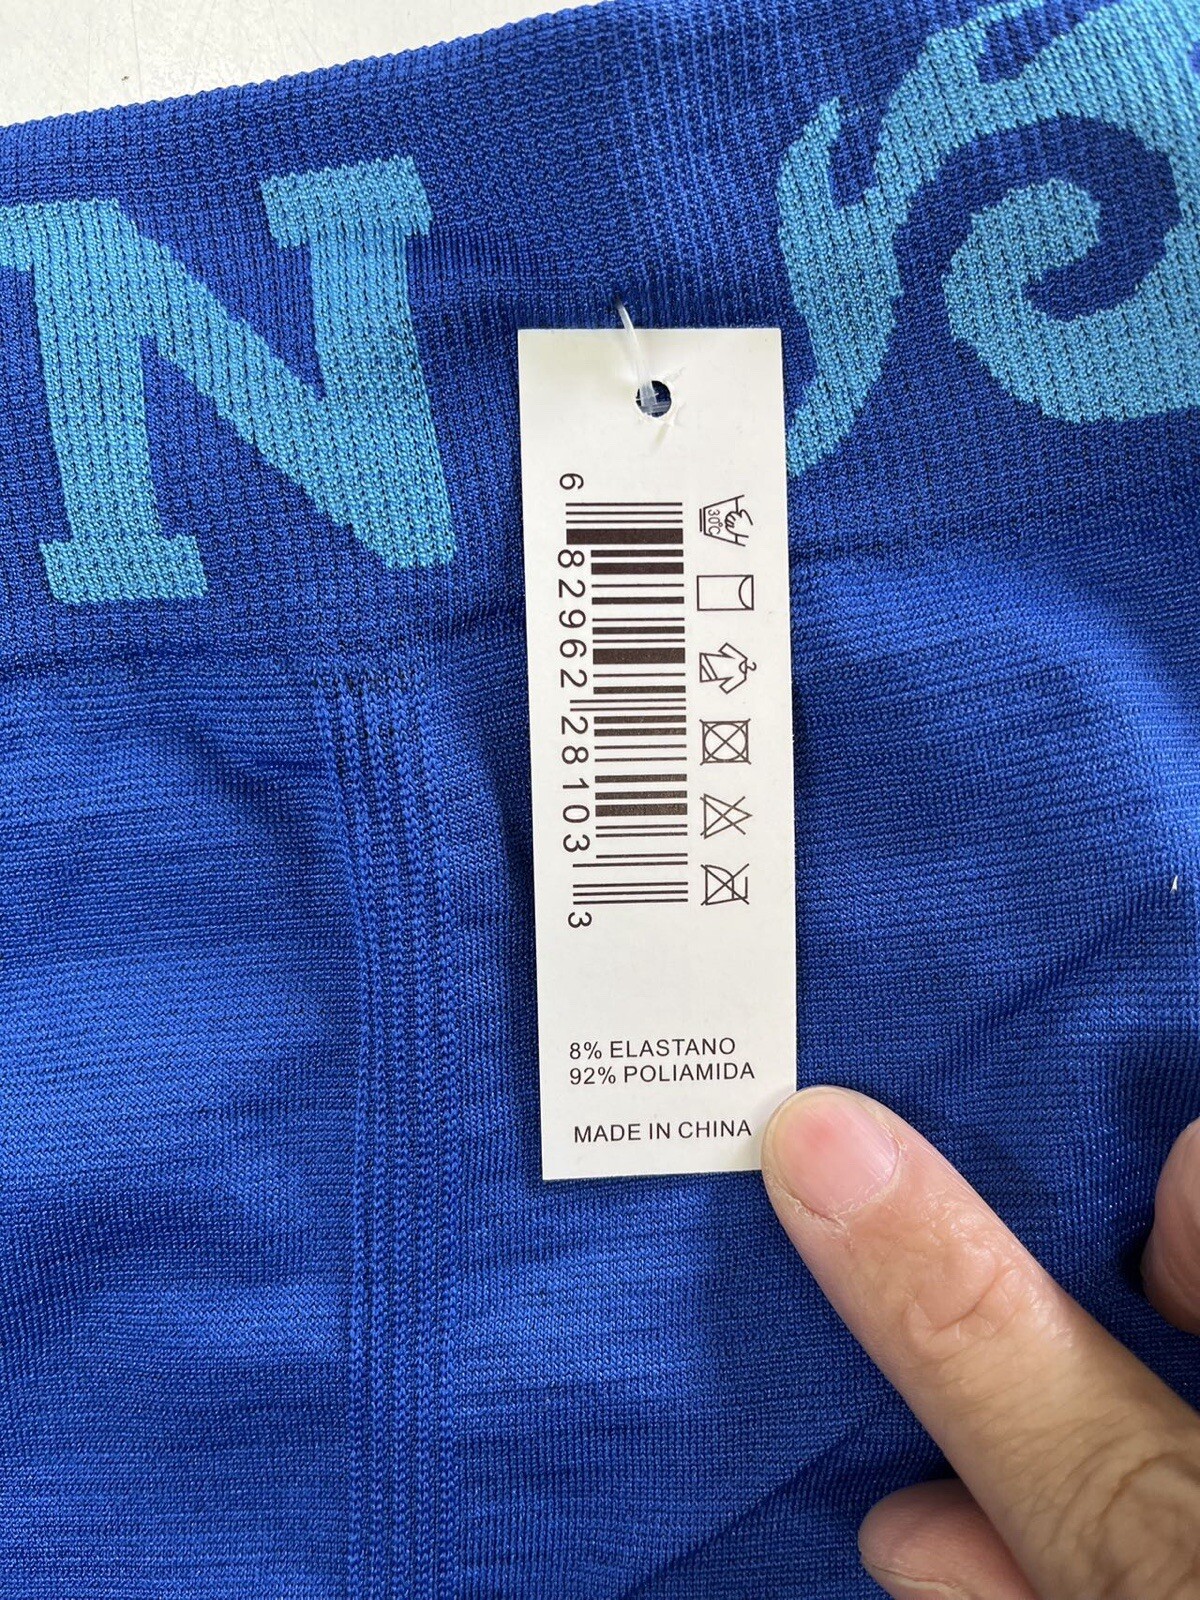 N
30°C
6 82962 28103 3
8% ELASTANO
92% POLIAMIDA
MADE IN CHINA